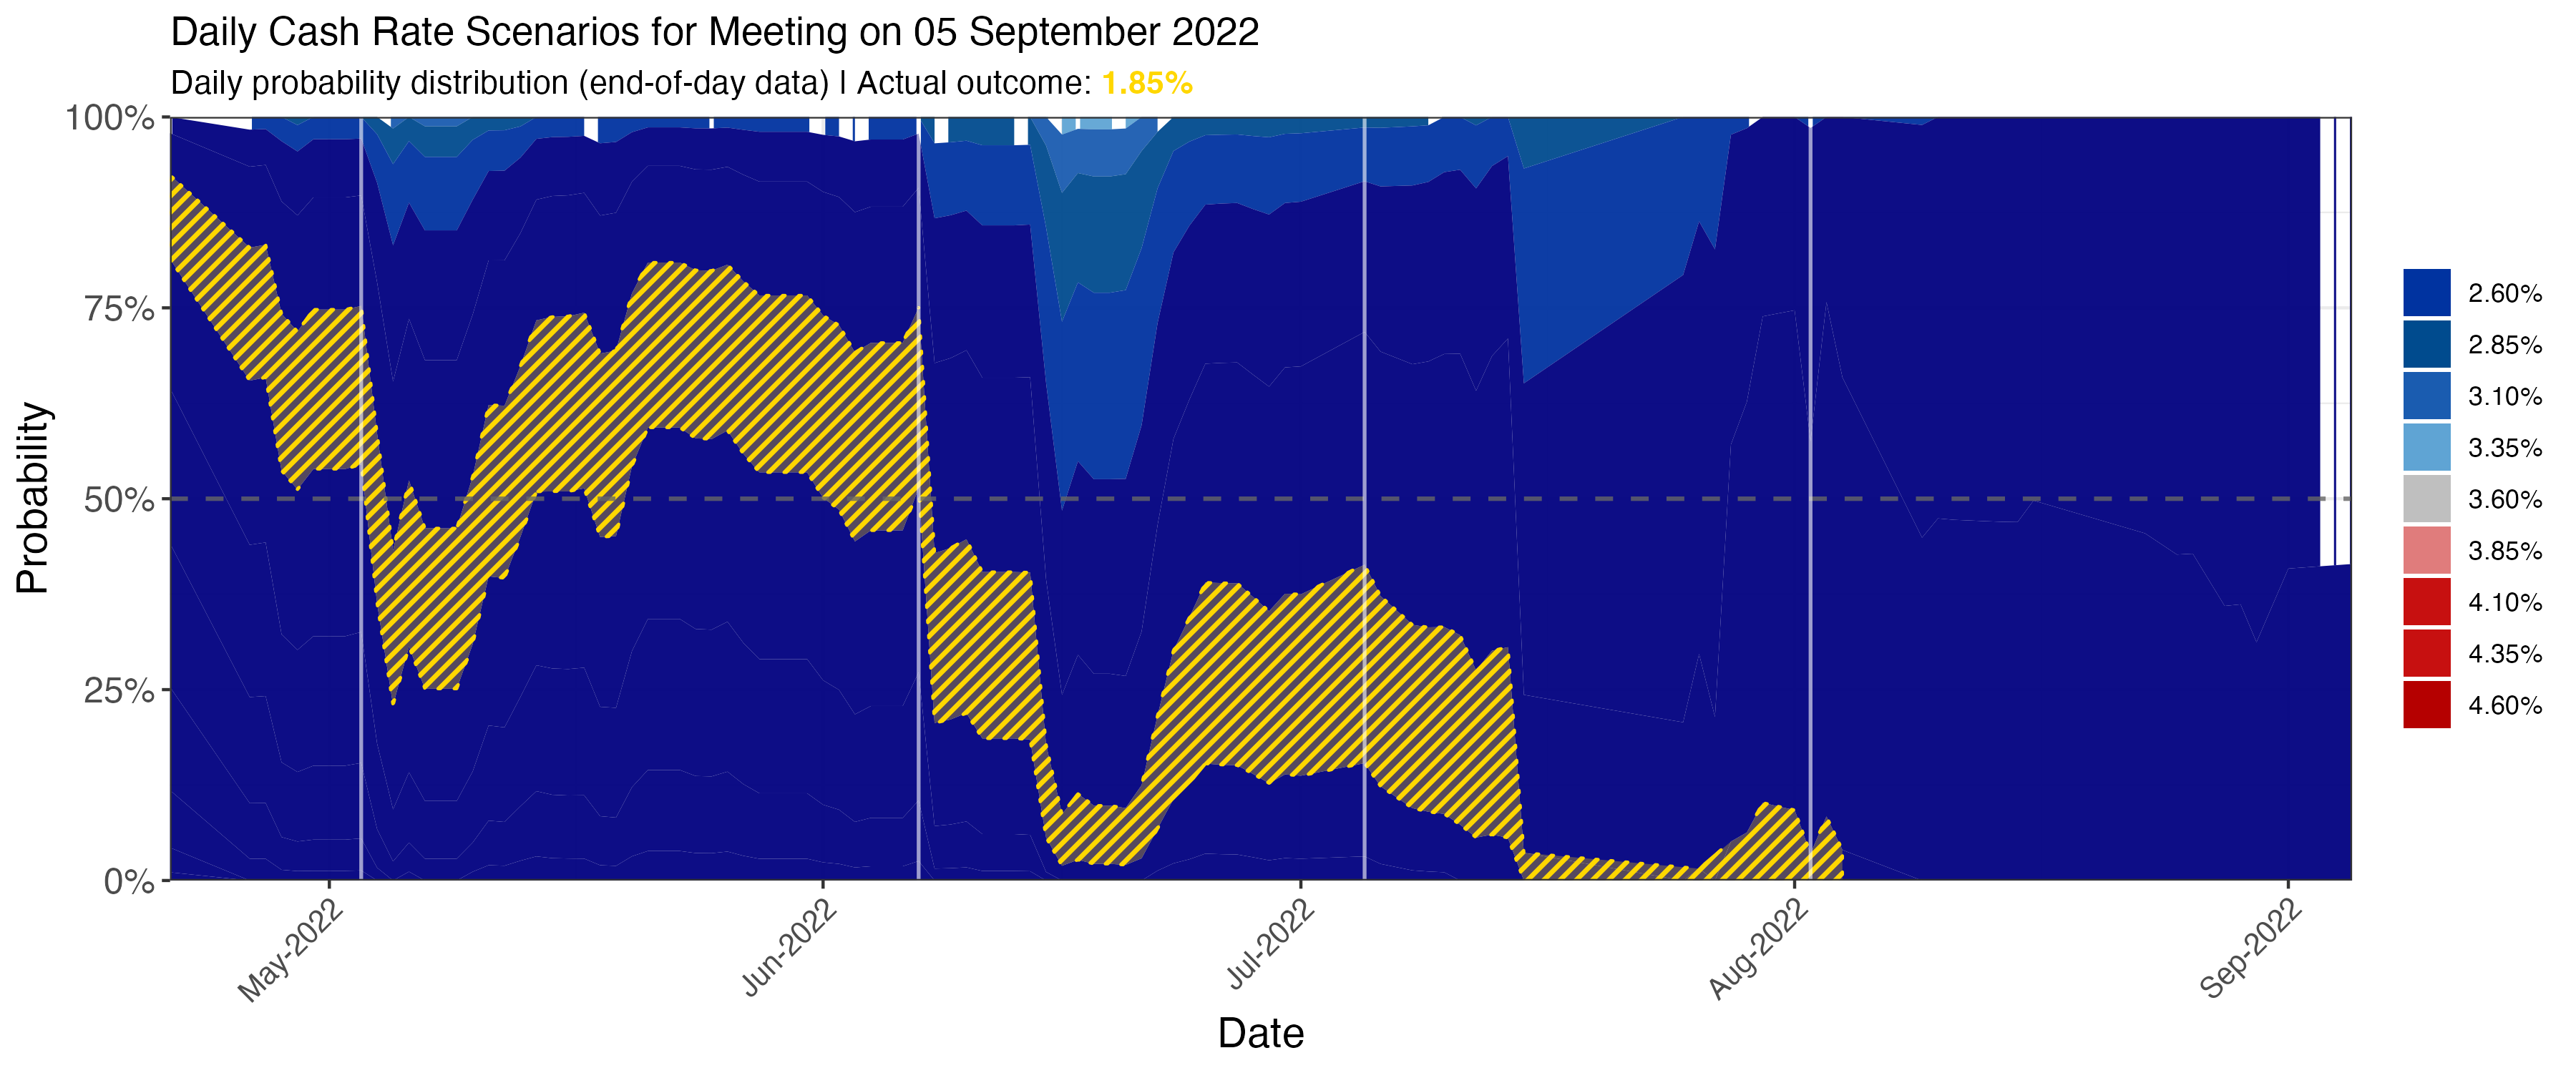 Daily Cash Rate Scenarios for Meeting on 05 September 2022
Daily probability distribution (end-of-day data) | Actual outcome: 1.85%
Probability
100%
75%
50%
25%
0%
May-2022
Jun-2022
Jul-2022
Aug-2022
Sep-2022
Date
2.60%
2.85%
3.10%
3.35%
3.60%
3.85%
4.10%
4.35%
4.60%